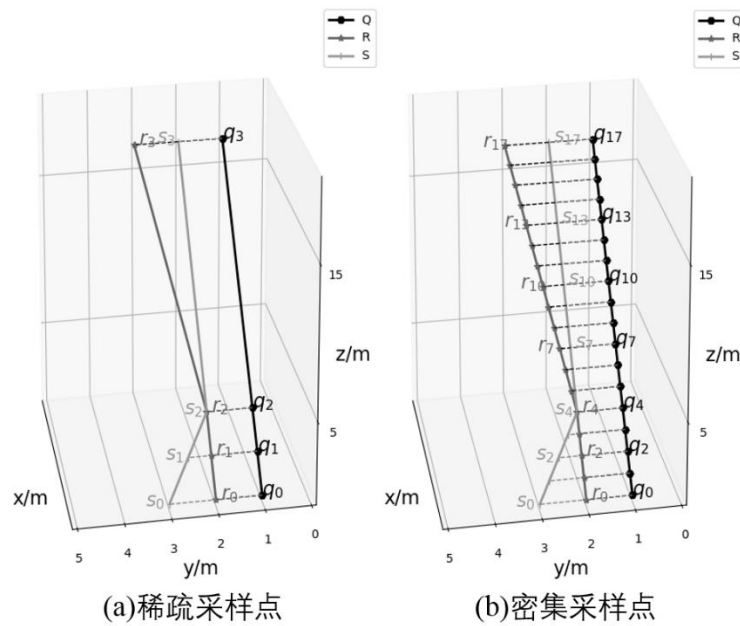 Q
R
S
Q
R
S
r3 s3 q3
s2 r2 q2
s1 r1 q1
s0 r0 q0
15
z/m
5
x/m
5 4 3 2 1 0
y/m
r17 s17 q17
r13 s13 q13
r10 s10 q10
r7 s7 q7
s4 r4 q4
s2 r2 q2
s0 r0 q0
15
z/m
5
x/m
5 4 3 2 1 0
y/m
(a)稀疏采样点
(b)密集采样点